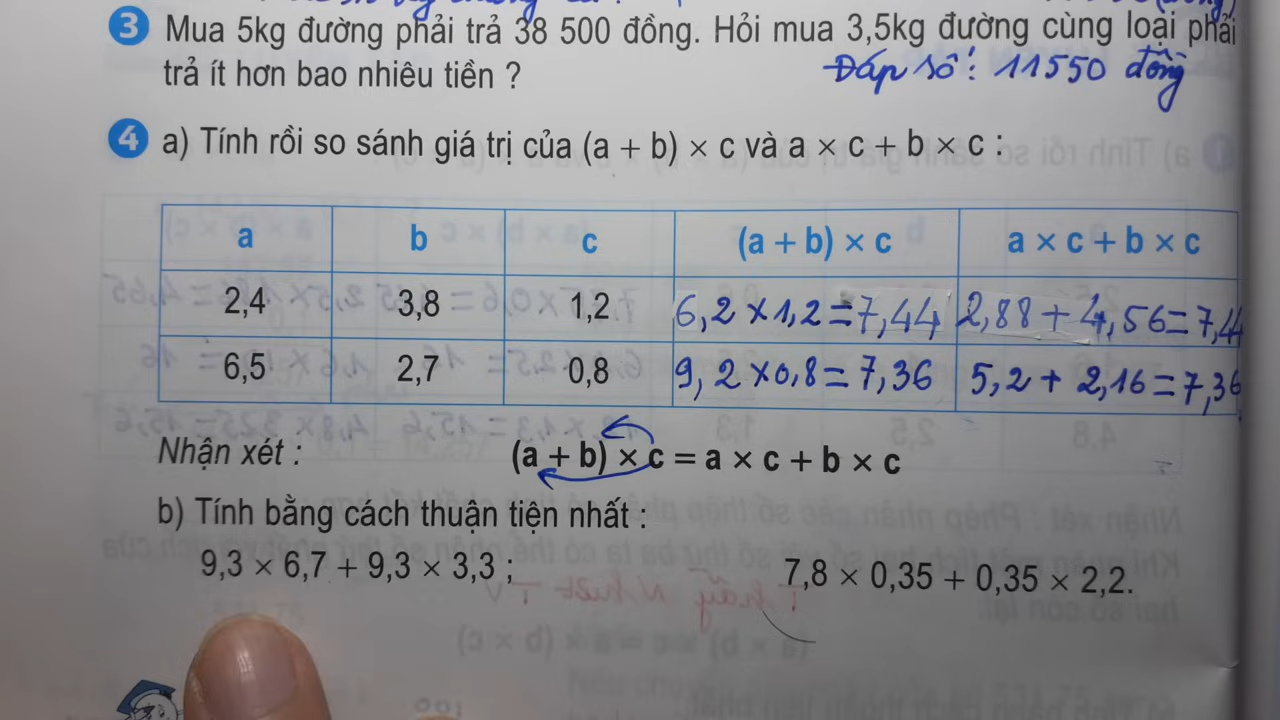 3 Mua 5kg đường phải trả 38 500 đồng. Hỏi mua 3,5kg đường cùng loại phải
trả ít hơn bao nhiêu tiền ?
Đáp số : 11550 đồng
4 a) Tính rồi so sánh giá trị của (a + b) × c và a × c + b × c :
a b c (a + b) × c a × c + b × c
2,4 3,8 1,2 6,2 × 1,2 = 7,44 2,88 + 4,56 = 7,44
6,5 2,7 0,8 9,2 × 0,8 = 7,36 5,2 + 2,16 = 7,36
Nhận xét : (a + b) × c = a × c + b × c
b) Tính bằng cách thuận tiện nhất :
9,3 × 6,7 + 9,3 × 3,3 ; 7,8 × 0,35 + 0,35 × 2,2.